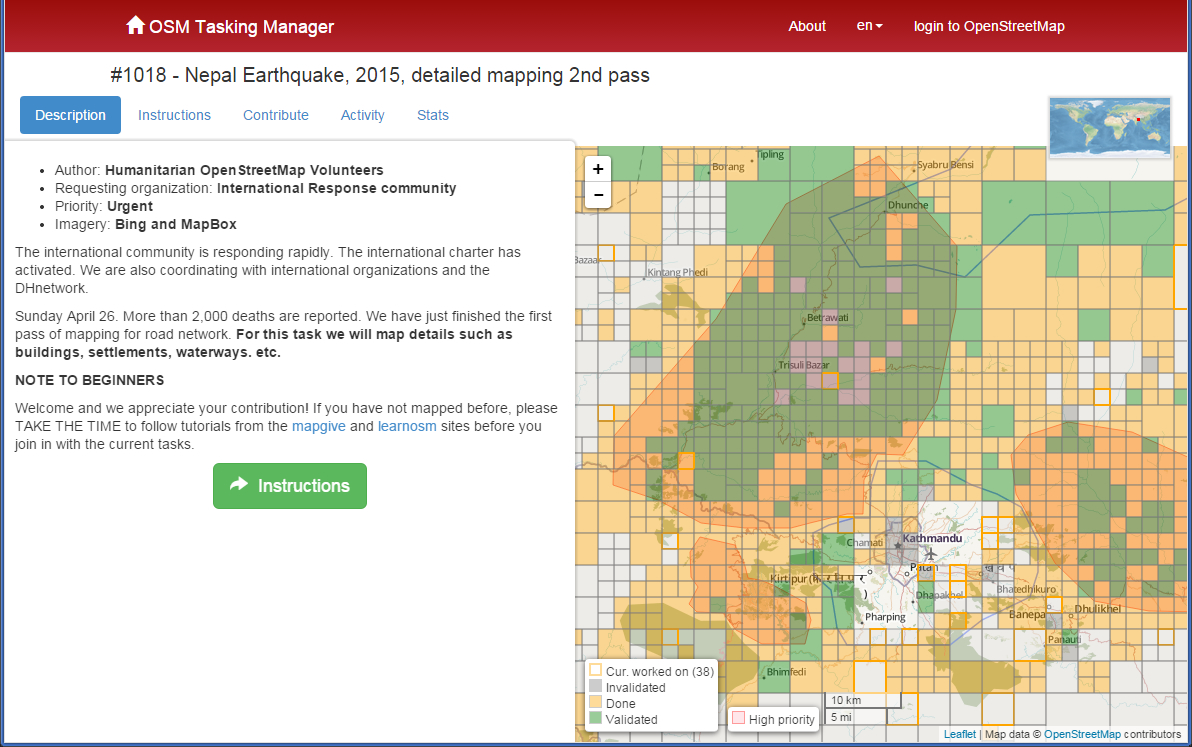 OSM Tasking Manager
About
en
login to OpenStreetMap
#1018 - Nepal Earthquake, 2015, detailed mapping 2nd pass
Description
Instructions
Contribute
Activity
Stats
Author: Humanitarian OpenStreetMap Volunteers
Requesting organization: International Response community
Priority: Urgent
Imagery: Bing and MapBox
The international community is responding rapidly. The international charter has
activated. We are also coordinating with international organizations and the
DHnetwork.
Sunday April 26. More than 2,000 deaths are reported. We have just finished the first
pass of mapping for road network. For this task we will map details such as
buildings, settlements, waterways. etc.
NOTE TO BEGINNERS
Welcome and we appreciate your contribution! If you have not mapped before, please
TAKE THE TIME to follow tutorials from the mapgive and learnosm sites before you
join in with the current tasks.
Instructions
+
−
Tipling
Borang
Syabru Bensi
Dhunche
Bazaar
Kintang Phedi
Betrawati
Trisuli Bazar
Chamati
Kathmandu
Patan
Kirtipur
Dhapakhel
Bhatedhikuro
Pharping
Banepa
Dhulikhel
Panauti
Bhimfedi
Cur. worked on (38)
Invalidated
Done
Validated
High priority
10 km
5 mi
Leaflet | Map data © OpenStreetMap contributors